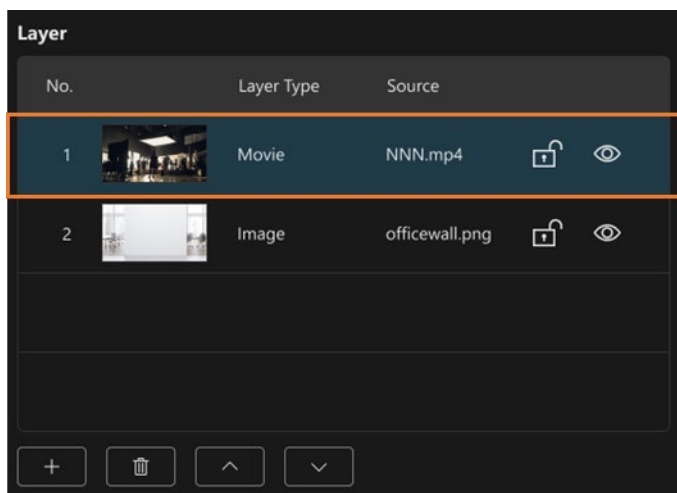 Layer
No. Layer Type Source
1 Movie NNN.mp4
2 Image officewall.png